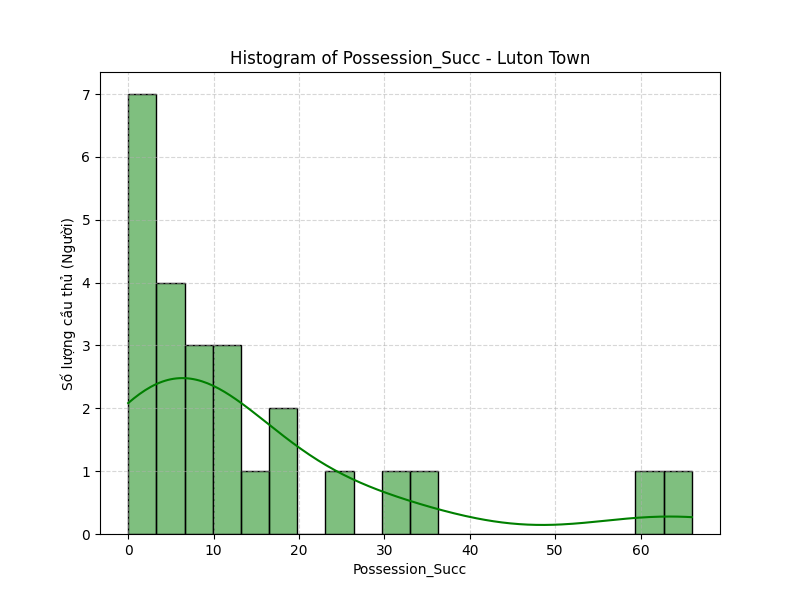 Histogram of Possession_Succ - Luton Town
7
6
5
4
3
2
1
0
Số lượng cầu thủ (Người)
0 10 20 30 40 50 60
Possession_Succ